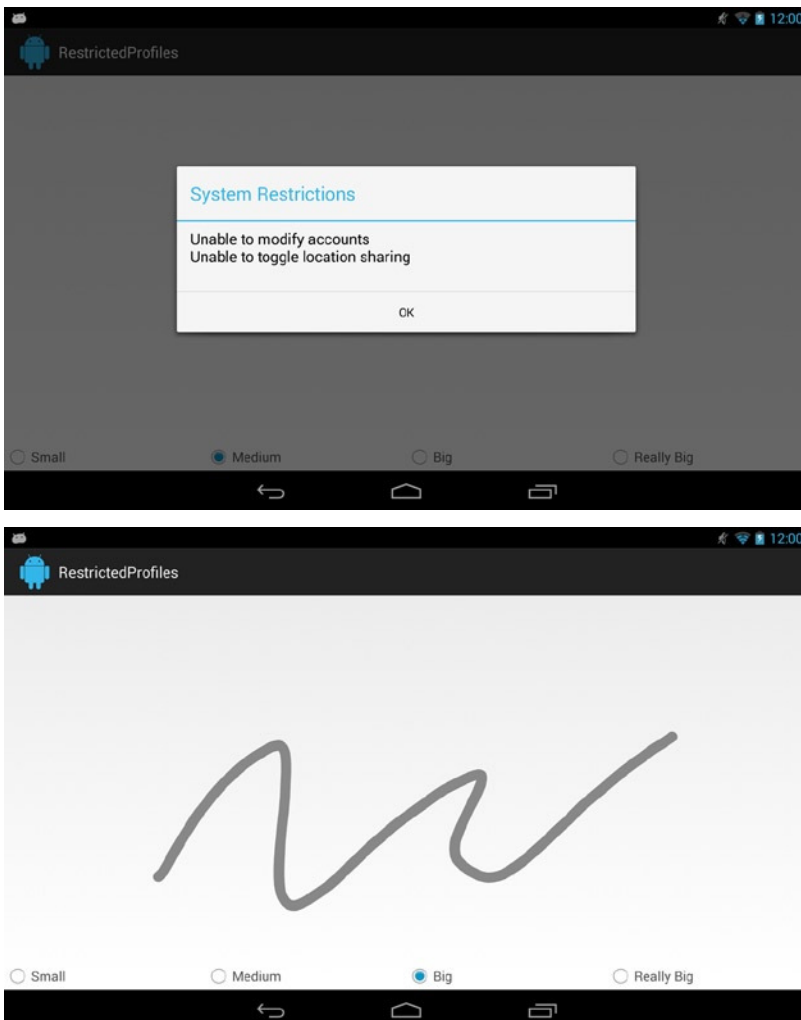 12:00
RestrictedProfiles
System Restrictions
Unable to modify accounts
Unable to toggle location sharing
OK
Small Medium Big Really Big
12:00
RestrictedProfiles
Small Medium Big Really Big